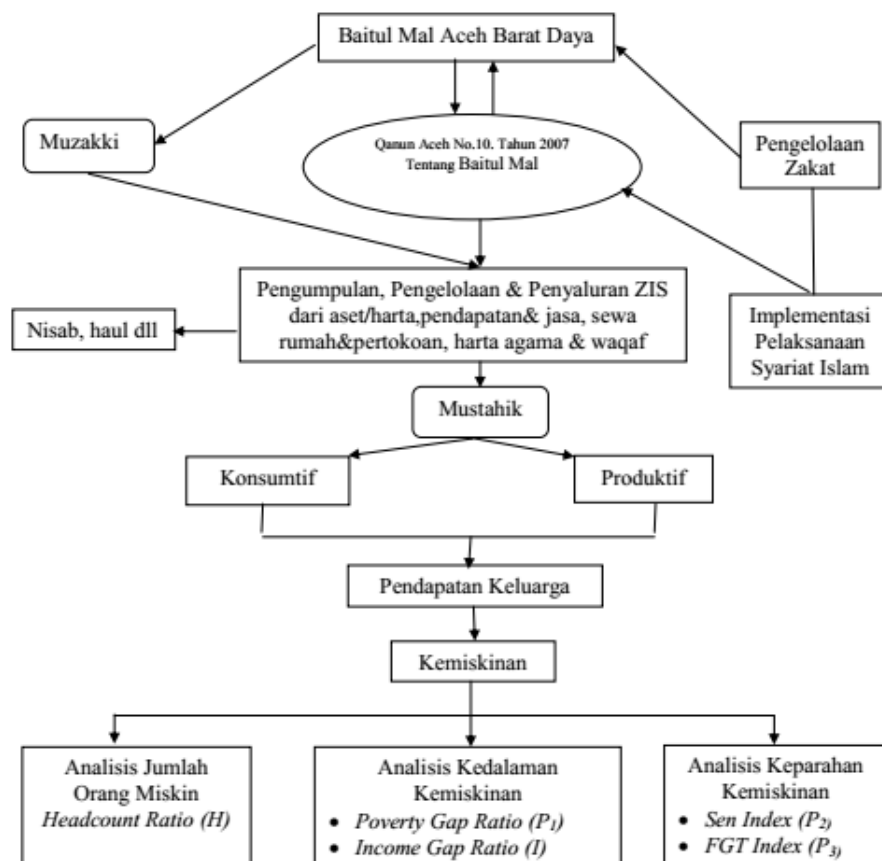 Baitul Mal Aceh Barat Daya
Muzakki
Qanun Aceh No.10. Tahun 2007
Tentang Baitul Mal
Pengelolaan
Zakat
Pengumpulan, Pengelolaan & Penyaluran ZIS
dari aset/harta,pendapatan& jasa, sewa
rumah&pertokoan, harta agama & waqaf
Nisab, haul dll
Implementasi
Pelaksanaan
Syariat Islam
Mustahik
Konsumtif
Produktif
Pendapatan Keluarga
Kemiskinan
Analisis Jumlah
Orang Miskin
Headcount Ratio (H)
Analisis Kedalaman
Kemiskinan
• Poverty Gap Ratio (P₁)
• Income Gap Ratio (I)
Analisis Keparahan
Kemiskinan
• Sen Index (P₂)
• FGT Index (P₃)